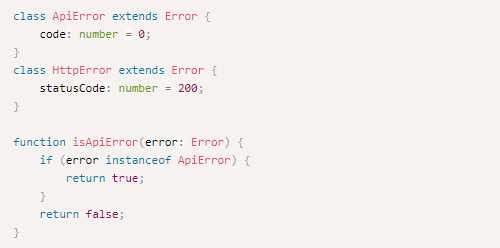 class ApiError extends Error {
    code: number = 0;
}
class HttpError extends Error {
    statusCode: number = 200;
}

function isApiError(error: Error) {
    if (error instanceof ApiError) {
        return true;
    }
    return false;
}